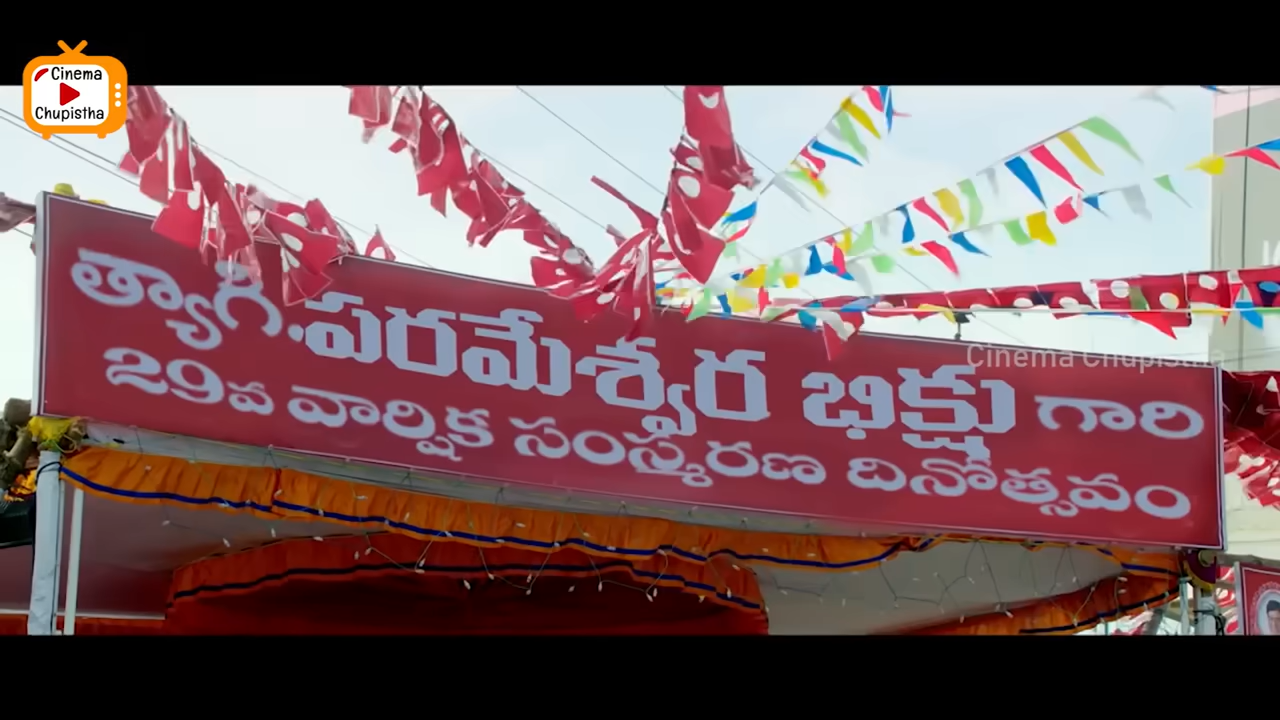 Cinema
Chupistha
త్యాగి.పరమేశ్వర భిక్షు గారి
29వ వార్షిక సంస్మరణ దినోత్సవం
Cinema Chupistha